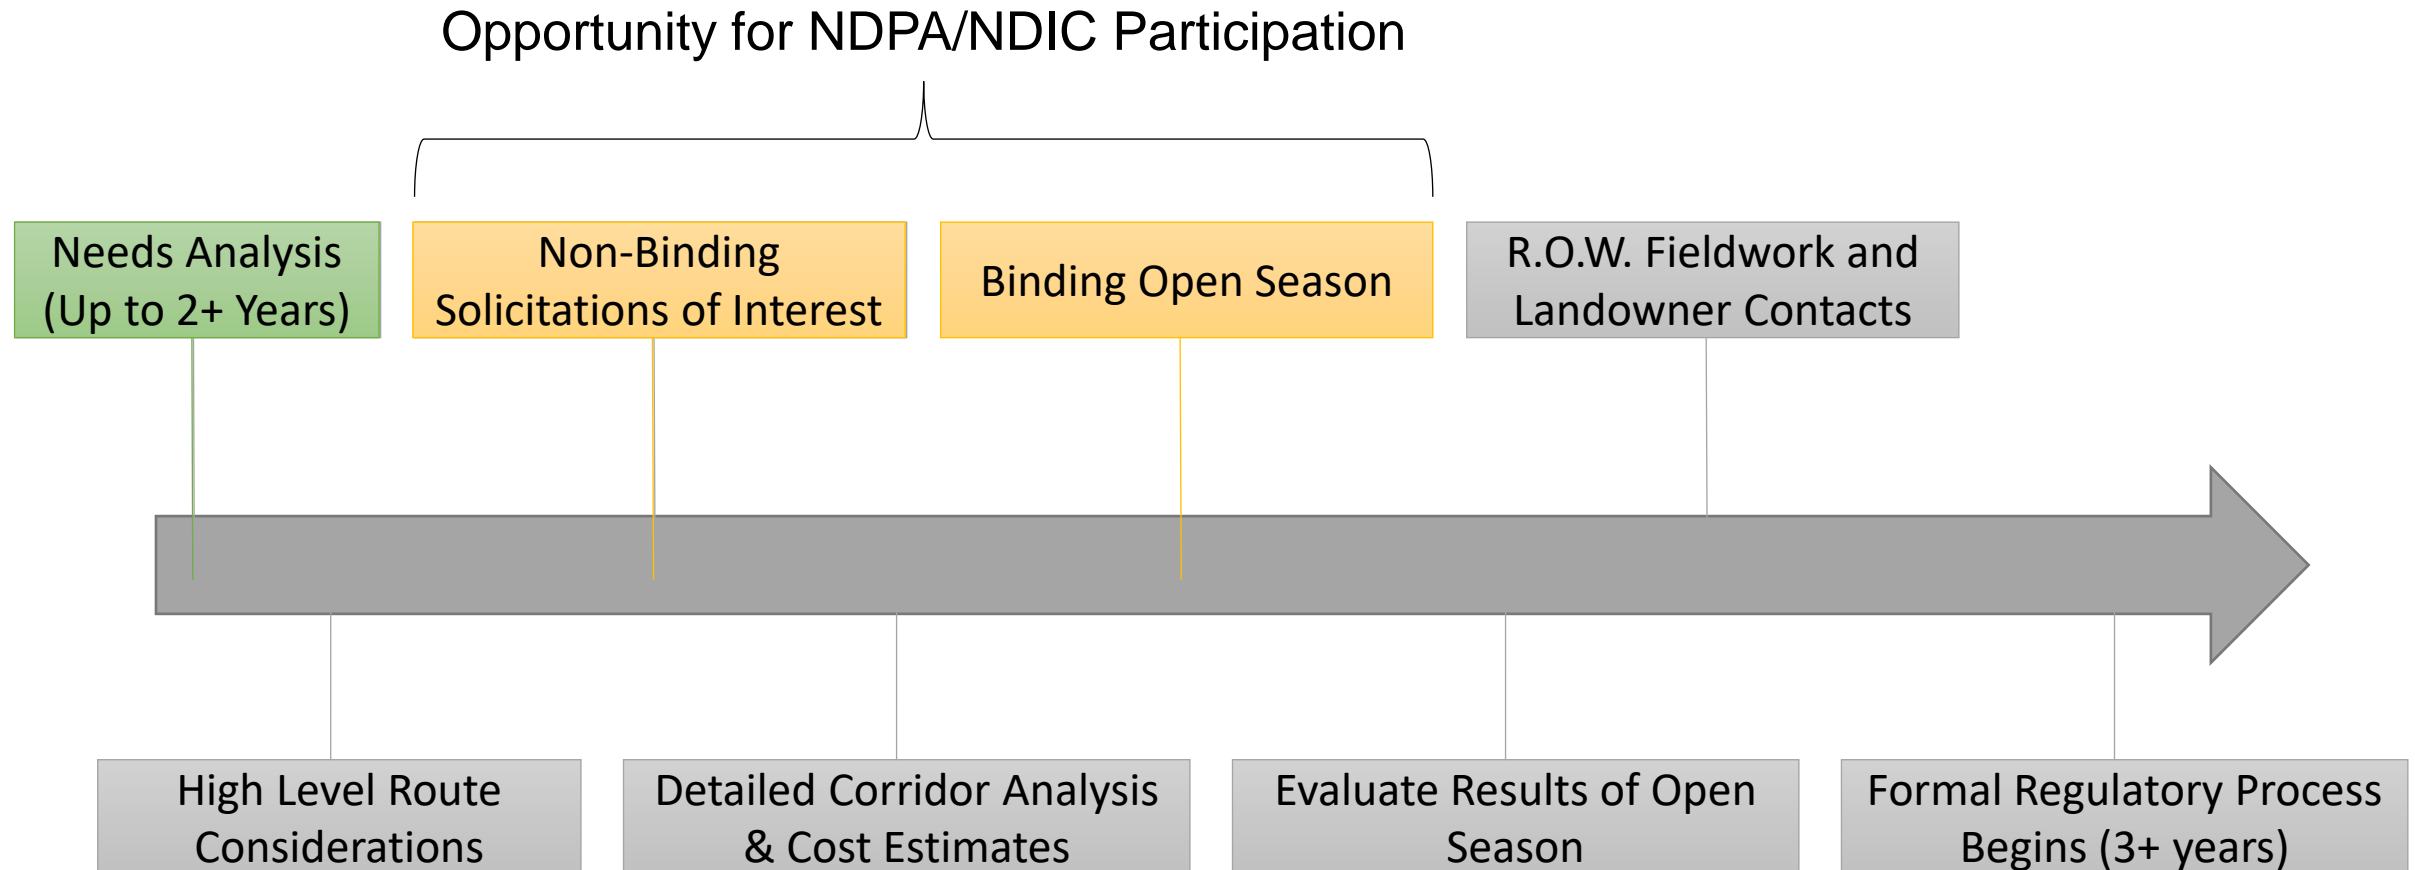 Opportunity for NDPA/NDIC Participation
Needs Analysis
(Up to 2+ Years)
Non-Binding
Solicitations of Interest
Binding Open Season
R.O.W. Fieldwork and
Landowner Contacts
High Level Route
Considerations
Detailed Corridor Analysis
& Cost Estimates
Evaluate Results of Open
Season
Formal Regulatory Process
Begins (3+ years)